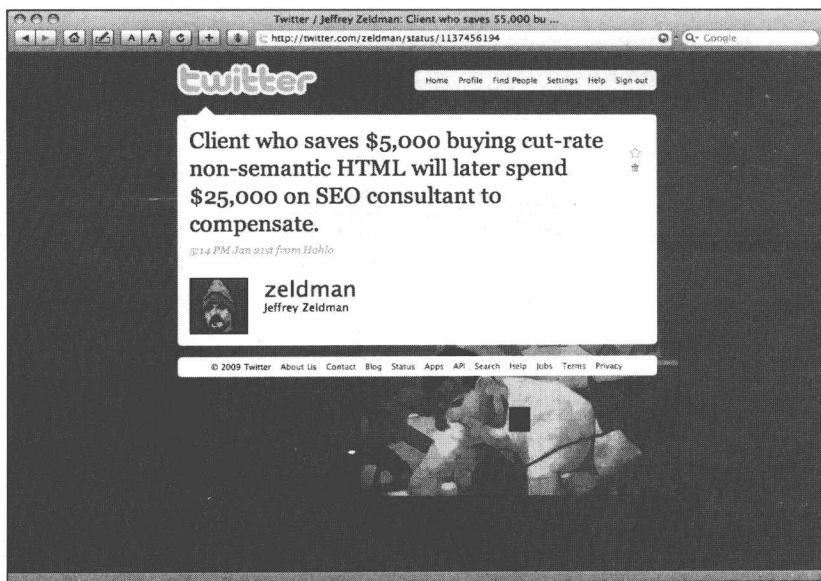 Twitter / Jeffrey Zeldman: Client who saves $5,000 bu ...
A A http://twitter.com/zeldman/status/1137456194 Google
twitter
Home Profile Find People Settings Help Sign out
Client who saves $5,000 buying cut-rate
non-semantic HTML will later spend
$25,000 on SEO consultant to
compensate.
5:14 PM Jan 21st from Hahlo
zeldman
Jeffrey Zeldman
© 2009 Twitter About Us Contact Blog Status Apps API Search Help Jobs Terms Privacy